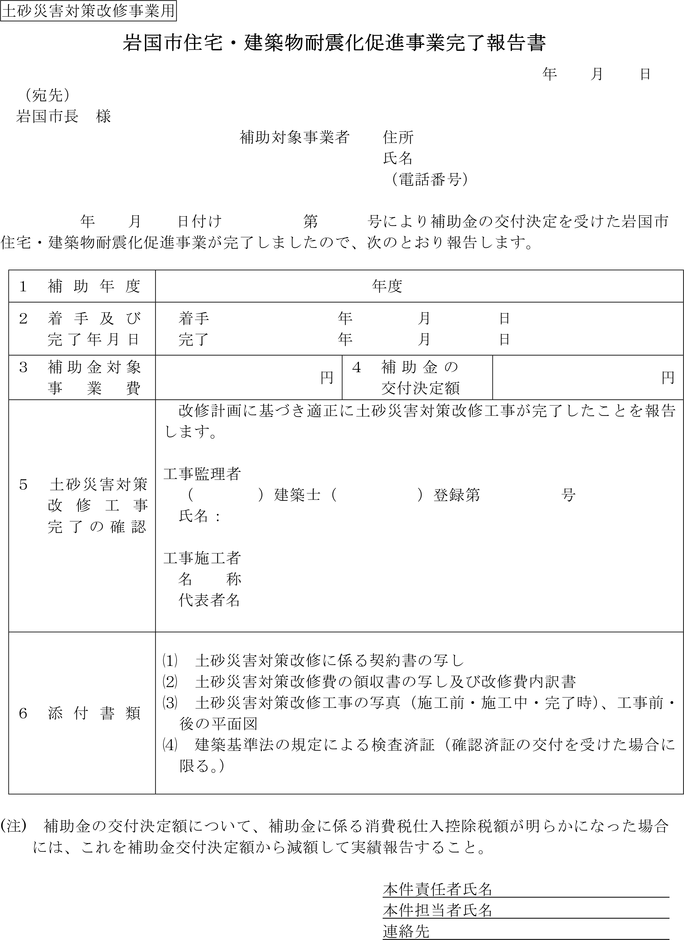 土砂災害対策改修事業用
岩国市住宅・建築物耐震化促進事業完了報告書
年　　月　　日
（宛先）
岩国市長　様
補助対象事業者　　住所
氏名
（電話番号）
年　　月　　日付け　　　　　第　　　号により補助金の交付決定を受けた岩国市
住宅・建築物耐震化促進事業が完了しましたので、次のとおり報告します。
1　補助年度　　年度
2　着手及び　　着手　　年　　月　　日
完了年月日　　完了　　年　　月　　日
3　補助金対象　　円　　4　補助金の　　円
事業費　　交付決定額
改修計画に基づき適正に土砂災害対策改修工事が完了したことを報告
します。
工事監理者
5　土砂災害対策　　（　　　　）建築士（　　　　　）登録第　　　　　号
改修工事　　氏名：
完了の確認
工事施工者
名　　称
代表者名
⑴　土砂災害対策改修に係る契約書の写し
⑵　土砂災害対策改修費の領収書の写し及び改修費内訳書
6　添付書類　　⑶　土砂災害対策改修工事の写真（施工前・施工中・完了時）、工事前・
後の平面図
⑷　建築基準法の規定による検査済証（確認済証の交付を受けた場合に
限る。）
(注)　補助金の交付決定額について、補助金に係る消費税仕入控除税額が明らかになった場合
には、これを補助金交付決定額から減額して実績報告すること。
本件責任者氏名
本件担当者氏名
連絡先